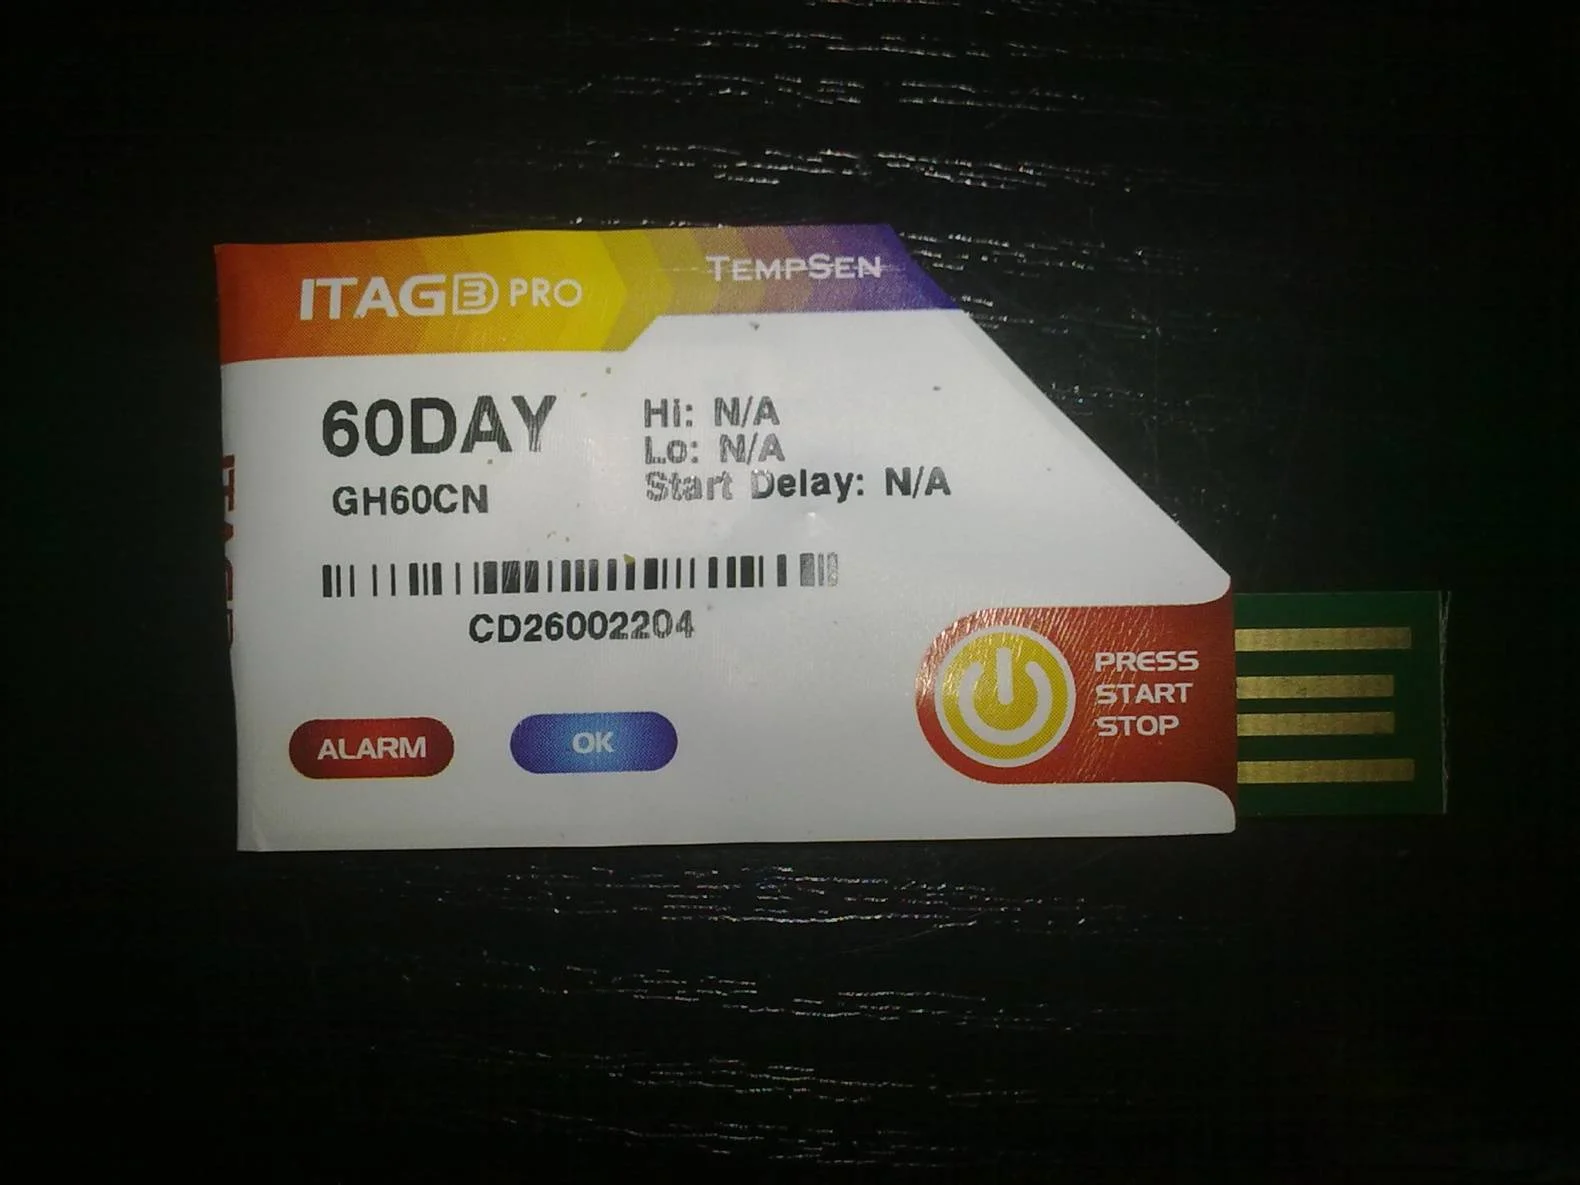 ITAG3 PRO
TEMPSEN
60DAY
GH60CN
Hi: N/A
Lo: N/A
Start Delay: N/A
CD26002204
ALARM
OK
PRESS
START
STOP